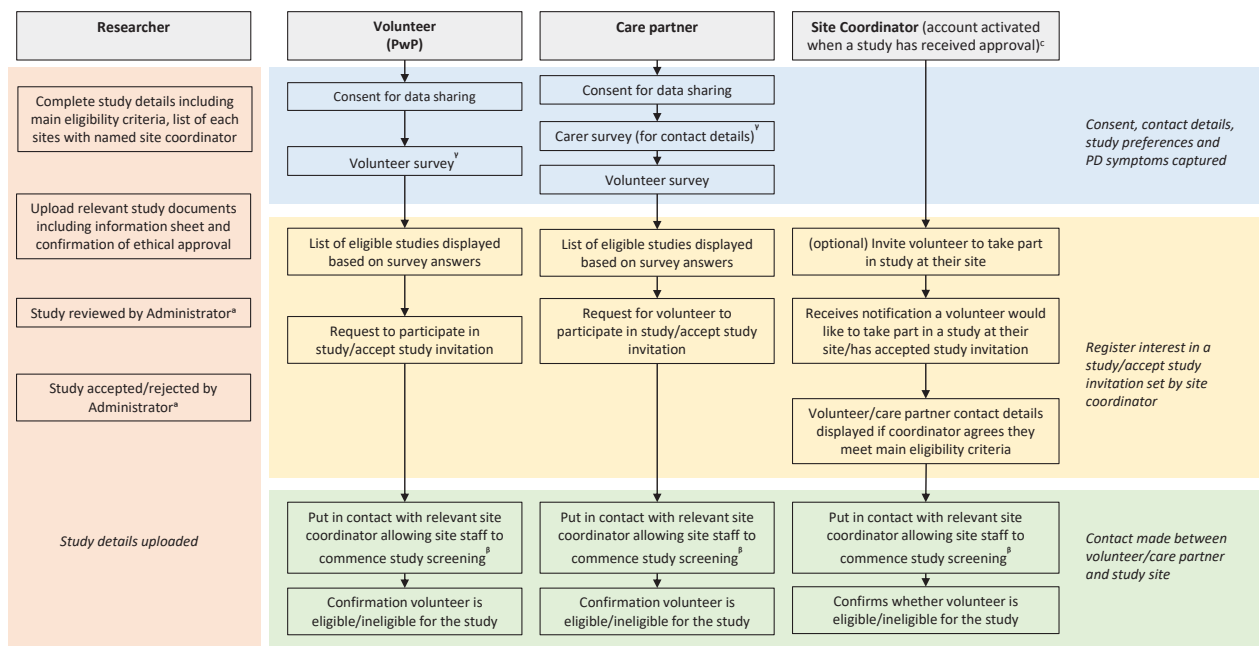 Researcher
Complete study details including
main eligibility criteria, list of each
sites with named site coordinator
Upload relevant study documents
including information sheet and
confirmation of ethical approval
Study reviewed by Administratorᵃ
Study accepted/rejected by
Administratorᵃ
Study details uploaded
Volunteer
(PwP)
Consent for data sharing
Volunteer surveyᵞ
List of eligible studies displayed
based on survey answers
Request to participate in
study/accept study invitation
Put in contact with relevant site
coordinator allowing site staff to
commence study screeningᵝ
Confirmation volunteer is
eligible/ineligible for the study
Care partner
Consent for data sharing
Carer survey (for contact details)ᵞ
Volunteer survey
List of eligible studies displayed
based on survey answers
Request for volunteer to
participate in study/accept study
invitation
Put in contact with relevant site
coordinator allowing site staff to
commence study screeningᵝ
Confirmation volunteer is
eligible/ineligible for the study
Site Coordinator (account activated
when a study has received approval)ᶜ
(optional) Invite volunteer to take part
in study at their site
Receives notification a volunteer would
like to take part in a study at their
site/has accepted study invitation
Volunteer/care partner contact details
displayed if coordinator agrees they
meet main eligibility criteria
Put in contact with relevant site
coordinator allowing site staff to
commence study screeningᵝ
Confirms whether volunteer is
eligible/ineligible for the study
Consent, contact details,
study preferences and
PD symptoms captured
Register interest in a
study/accept study
invitation set by site
coordinator
Contact made between
volunteer/care partner
and study site